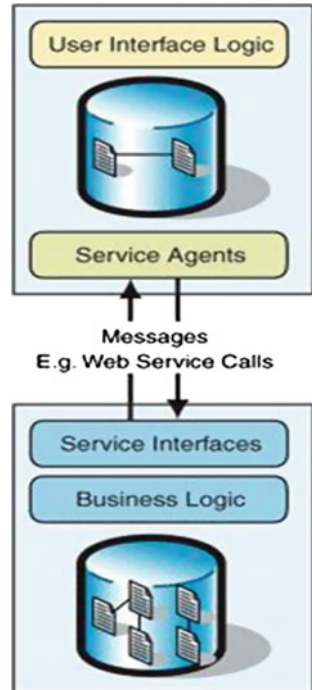 User Interface Logic
Service Agents
Messages
E.g. Web Service Calls
Service Interfaces
Business Logic